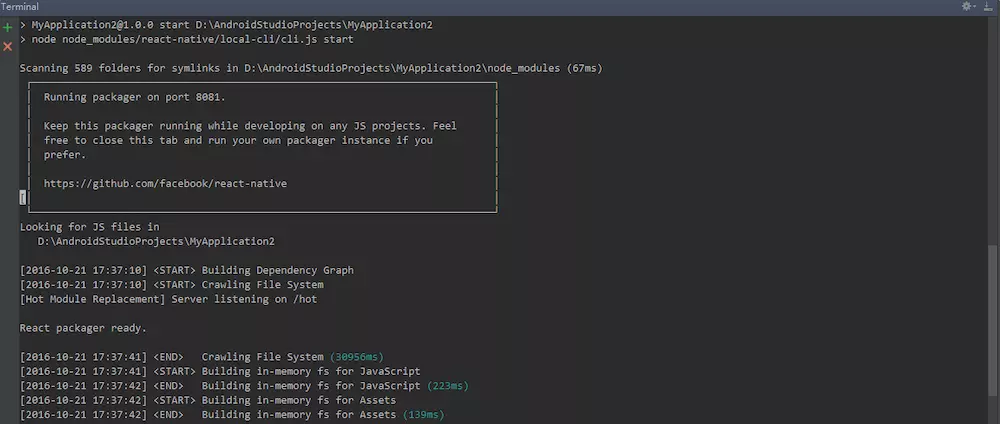 Terminal
> MyApplication2@1.0.0 start D:\AndroidStudioProjects\MyApplication2
> node node_modules/react-native/local-cli/cli.js start
Scanning 589 folders for symlinks in D:\AndroidStudioProjects\MyApplication2\node_modules (67ms)
Running packager on port 8081.
Keep this packager running while developing on any JS projects. Feel
free to close this tab and run your own packager instance if you
prefer.
https://github.com/facebook/react-native
Looking for JS files in
D:\AndroidStudioProjects\MyApplication2
[2016-10-21 17:37:10] <START> Building Dependency Graph
[2016-10-21 17:37:10] <START> Crawling File System
[Hot Module Replacement] Server listening on /hot
React packager ready.
[2016-10-21 17:37:41] <END>   Crawling File System (30956ms)
[2016-10-21 17:37:41] <START> Building in-memory fs for JavaScript
[2016-10-21 17:37:42] <END>   Building in-memory fs for JavaScript (223ms)
[2016-10-21 17:37:42] <START> Building in-memory fs for Assets
[2016-10-21 17:37:42] <END>   Building in-memory fs for Assets (139ms)